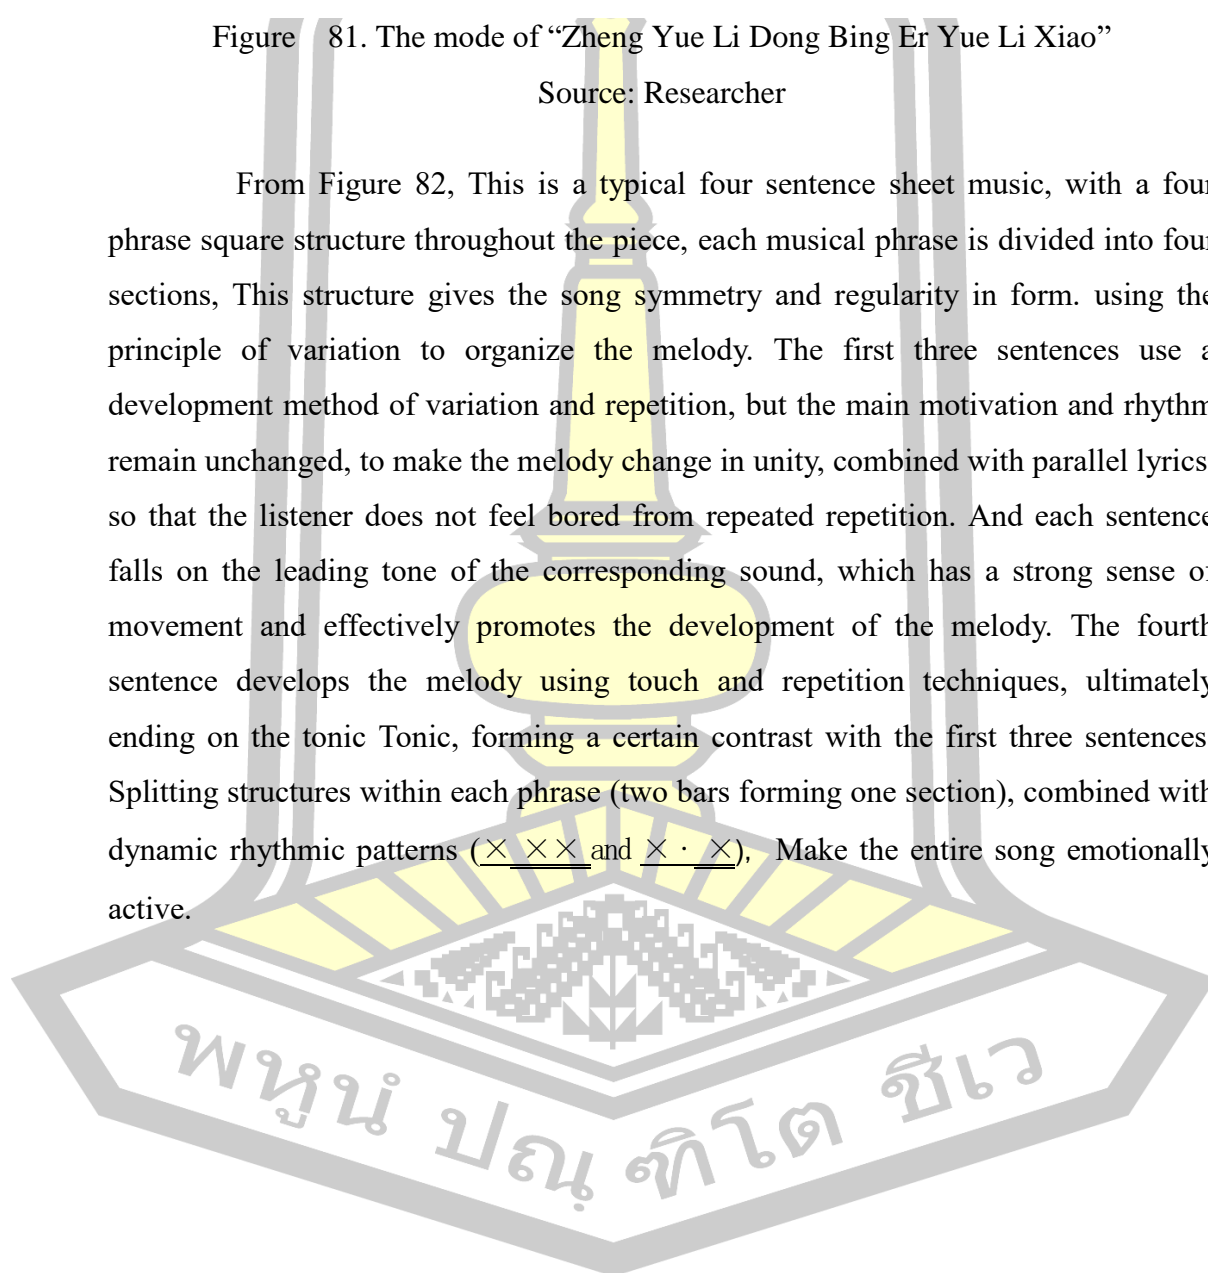 Figure 81. The mode of “Zheng Yue Li Dong Bing Er Yue Li Xiao”
Source: Researcher
From Figure 82, This is a typical four sentence sheet music, with a four
phrase square structure throughout the piece, each musical phrase is divided into four
sections, This structure gives the song symmetry and regularity in form. using the
principle of variation to organize the melody. The first three sentences use a
development method of variation and repetition, but the main motivation and rhythm
remain unchanged, to make the melody change in unity, combined with parallel lyrics
so that the listener does not feel bored from repeated repetition. And each sentence
falls on the leading tone of the corresponding sound, which has a strong sense of
movement and effectively promotes the development of the melody. The fourth
sentence develops the melody using touch and repetition techniques, ultimately
ending on the tonic Tonic, forming a certain contrast with the first three sentences.
Splitting structures within each phrase (two bars forming one section), combined with
dynamic rhythmic patterns (× ×× and × · ×), Make the entire song emotionally
active.
พหูนํ ปณฺฑิโต ชีเว